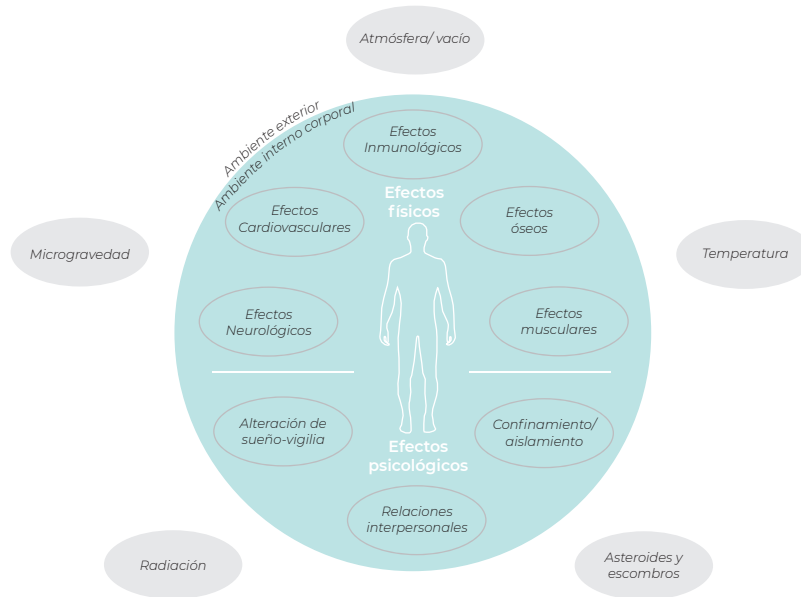 Atmósfera/ vacío
Ambiente exterior
Ambiente interno corporal
Efectos
Inmunológicos
Efectos
físicos
Efectos
Cardiovasculares
Efectos
óseos
Microgravedad
Temperatura
Efectos
Neurológicos
Efectos
musculares
Alteración de
sueño-vigilia
Confinamiento/
aislamiento
Efectos
psicológicos
Relaciones
interpersonales
Radiación
Asteroides y
escombros